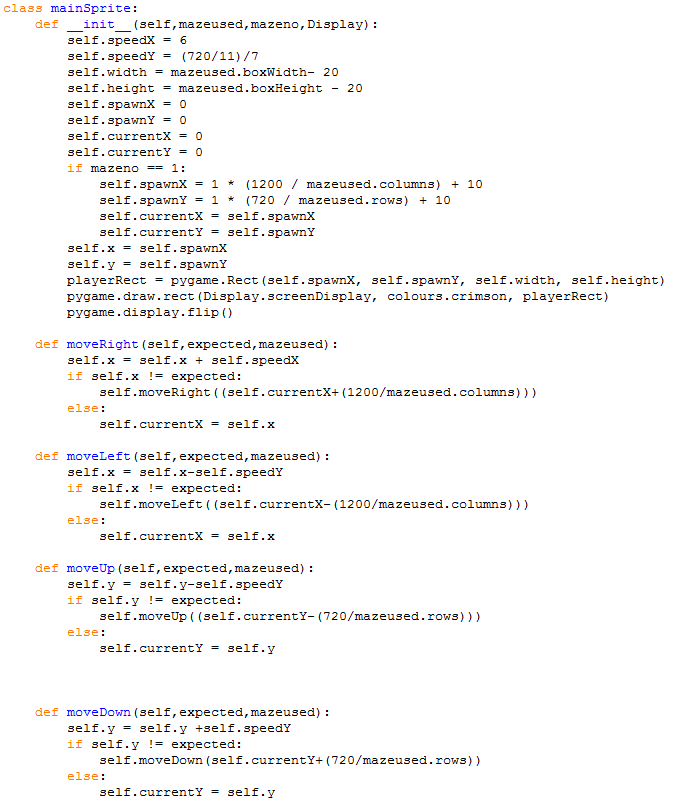 class mainSprite:
    def __init__(self,mazeused,mazeno,Display):
        self.speedX = 6
        self.speedY = (720/11)/7
        self.width = mazeused.boxWidth- 20
        self.height = mazeused.boxHeight - 20
        self.spawnX = 0
        self.spawnY = 0
        self.currentX = 0
        self.currentY = 0
        if mazeno == 1:
            self.spawnX = 1 * (1200 / mazeused.columns) + 10
            self.spawnY = 1 * (720 / mazeused.rows) + 10
            self.currentX = self.spawnX
            self.currentY = self.spawnY
        self.x = self.spawnX
        self.y = self.spawnY
        playerRect = pygame.Rect(self.spawnX, self.spawnY, self.width, self.height)
        pygame.draw.rect(Display.screenDisplay, colours.crimson, playerRect)
        pygame.display.flip()

    def moveRight(self,expected,mazeused):
        self.x = self.x + self.speedX
        if self.x != expected:
            self.moveRight((self.currentX+(1200/mazeused.columns)))
        else:
            self.currentX = self.x

    def moveLeft(self,expected,mazeused):
        self.x = self.x-self.speedY
        if self.x != expected:
            self.moveLeft((self.currentX-(1200/mazeused.columns)))
        else:
            self.currentX = self.x

    def moveUp(self,expected,mazeused):
        self.y = self.y-self.speedY
        if self.y != expected:
            self.moveUp((self.currentY-(720/mazeused.rows)))
        else:
            self.currentY = self.y

    def moveDown(self,expected,mazeused):
        self.y = self.y +self.speedY
        if self.y != expected:
            self.moveDown(self.currentY+(720/mazeused.rows))
        else:
            self.currentY = self.y